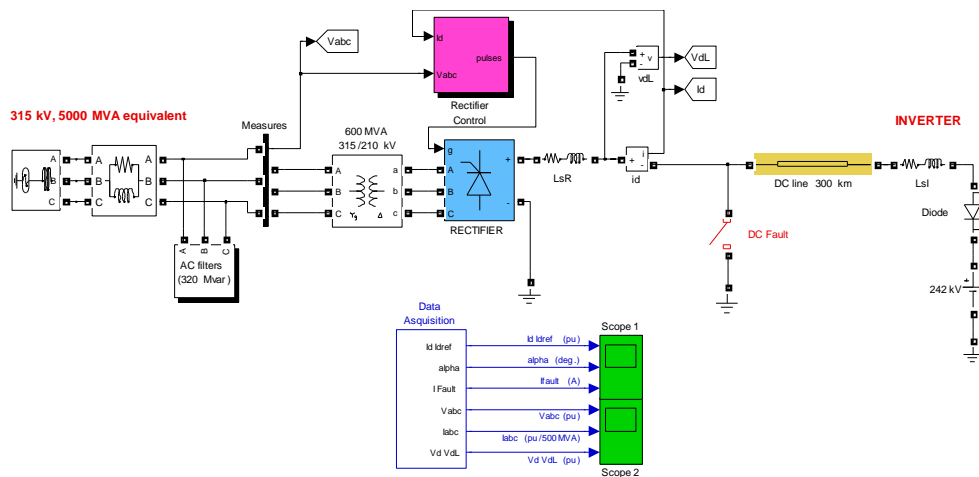 Vabc
Id
pulses
Vabc
Rectifier
Control
+
v
-
vdL
VdL
Id
315 kV, 5000 MVA equivalent
INVERTER
Measures
600 MVA
315 /210 kV
A
B
C
A
B
C
A
B
C
A
B
C
a
b
c
Yg
Δ
g
A
B
C
+
-
RECTIFIER
LsR
+
-
i
id
DC line 300 km
LsI
Diode
DC Fault
+
242 kV
A
B
C
AC filters
(320 Mvar)
Data
Asquisition
Id Idref
alpha
I Fault
Vabc
Iabc
Vd VdL
Id Idref (pu)
alpha (deg.)
Ifault (A)
Vabc (pu)
Iabc (pu/500MVA)
Vd VdL (pu)
Scope 1
Scope 2